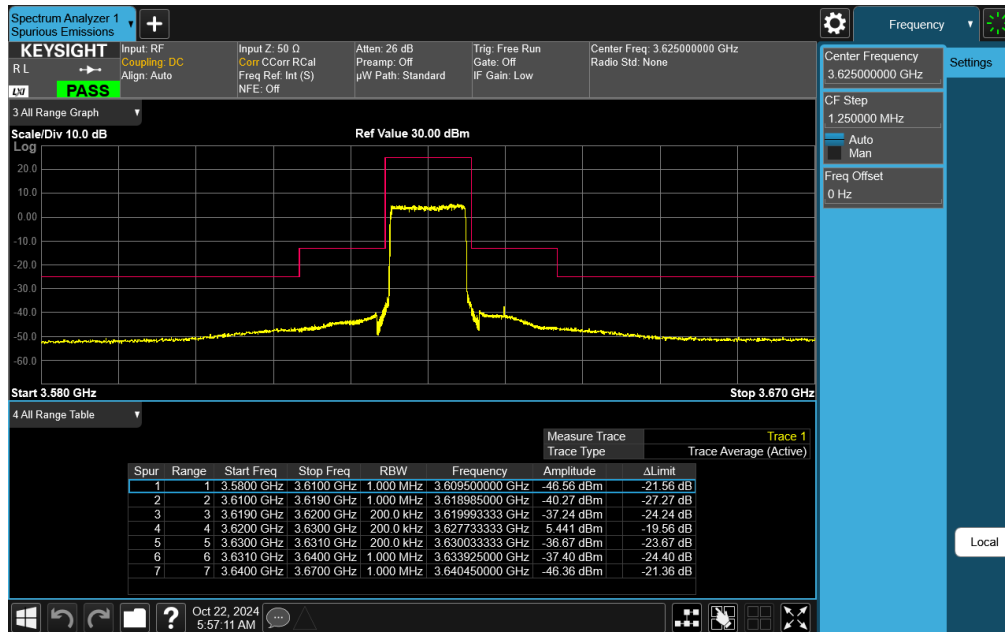 Spectrum Analyzer 1
Spurious Emissions
Frequency
KEYSIGHT
R L
LXI
PASS
Input: RF
Coupling: DC
Align: Auto
Input Z: 50 Ω
Corr CCorr RCal
Freq Ref: Int (S)
NFE: Off
Atten: 26 dB
Preamp: Off
µW Path: Standard
Trig: Free Run
Gate: Off
IF Gain: Low
Center Freq: 3.625000000 GHz
Radio Std: None
Center Frequency
3.625000000 GHz
Settings
CF Step
1.250000 MHz
Auto
Man
Freq Offset
0 Hz
Local
3 All Range Graph
Scale/Div 10.0 dB
Ref Value 30.00 dBm
Log
20.0
10.0
0.00
-10.0
-20.0
-30.0
-40.0
-50.0
-60.0
Start 3.580 GHz
Stop 3.670 GHz
4 All Range Table
Measure Trace Trace 1
Trace Type Trace Average (Active)
Spur Range Start Freq Stop Freq RBW Frequency Amplitude ΔLimit
1 1 3.5800 GHz 3.6100 GHz 1.000 MHz 3.609500000 GHz -46.56 dBm -21.56 dB
2 2 3.6100 GHz 3.6190 GHz 1.000 MHz 3.618985000 GHz -40.27 dBm -27.27 dB
3 3 3.6190 GHz 3.6200 GHz 200.0 kHz 3.619993333 GHz -37.24 dBm -24.24 dB
4 4 3.6200 GHz 3.6300 GHz 200.0 kHz 3.627733333 GHz 5.441 dBm -19.56 dB
5 5 3.6300 GHz 3.6310 GHz 200.0 kHz 3.630033333 GHz -36.67 dBm -23.67 dB
6 6 3.6310 GHz 3.6400 GHz 1.000 MHz 3.633925000 GHz -37.40 dBm -24.40 dB
7 7 3.6400 GHz 3.6700 GHz 1.000 MHz 3.640450000 GHz -46.36 dBm -21.36 dB
Oct 22, 2024
5:57:11 AM